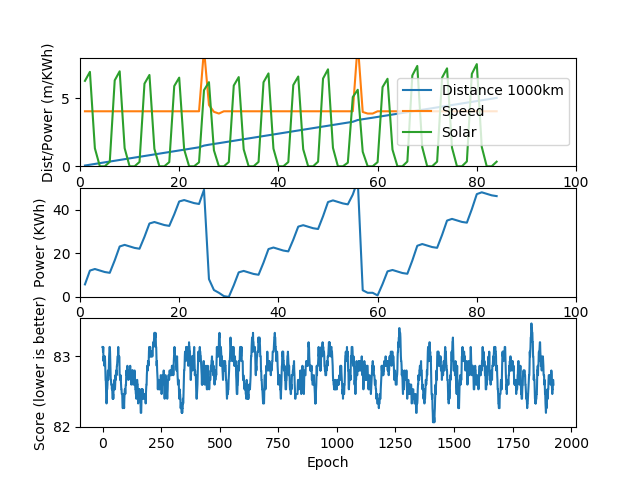 Dist/Power (m/KWh)
5
0
Distance 1000km
Speed
Solar
0 20 40 60 80 100
Power (KWh)
40
20
0
0 20 40 60 80 100
Score (lower is better)
83
82
0 250 500 750 1000 1250 1500 1750 2000
Epoch